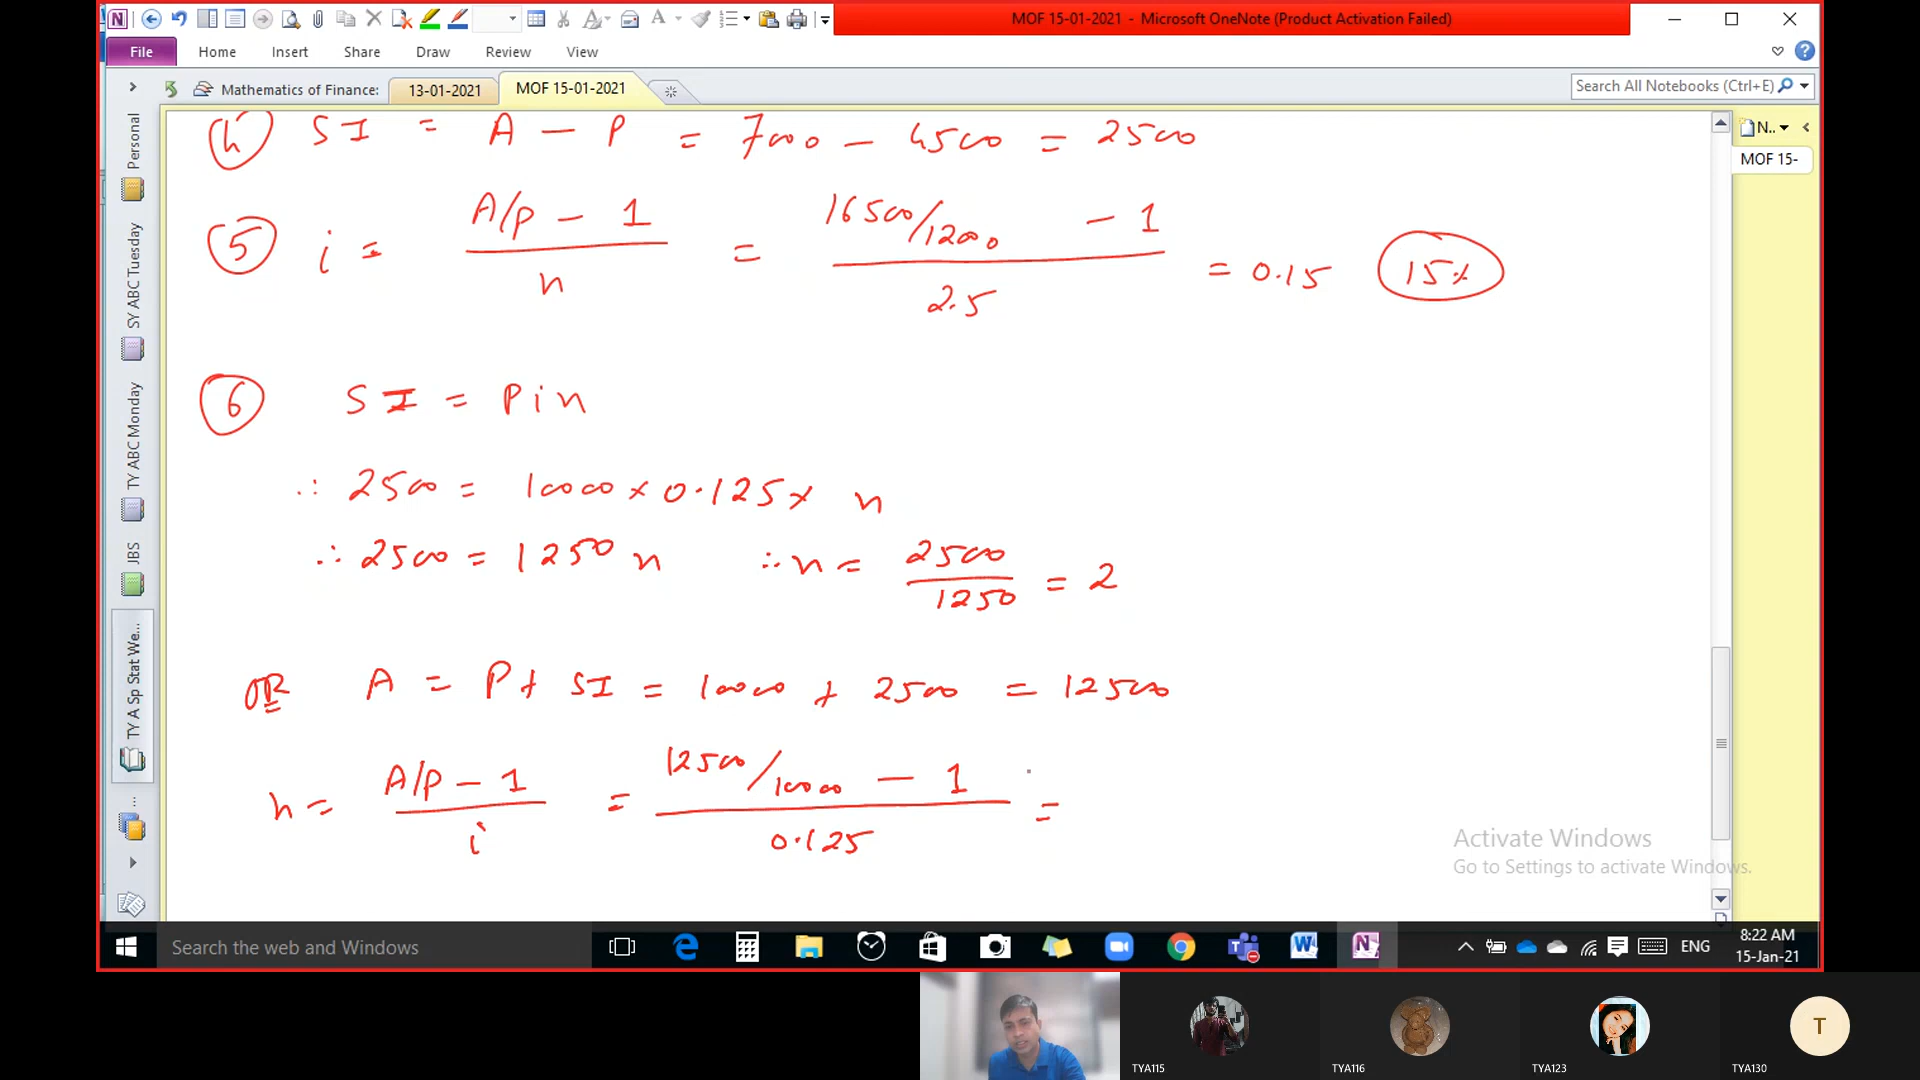 MOF 15-01-2021 - Microsoft OneNote (Product Activation Failed)
File Home Insert Share Draw Review View
Mathematics of Finance: 13-01-2021 MOF 15-01-2021
Search All Notebooks (Ctrl+E)
N..
MOF 15-
Personal
SY ABC Tuesday
TY ABC Monday
JBS
TY A Sp Stat We...
SI = A - P = 7000 - 4500 = 2500
5 i = A/P - 1 / n = 16500/12000 - 1 / 2.5 = 0.15 15%
6 SI = Pin
∴ 2500 = 10000 × 0.125 × n
∴ 2500 = 1250 n ∴ n = 2500 / 1250 = 2
OR A = P + SI = 10000 + 2500 = 12500
n = A/P - 1 / i = 12500/10000 - 1 / 0.125 =
Activate Windows
Go to Settings to activate Windows.
Search the web and Windows
ENG
8:22 AM
15-Jan-21
T
TYA115
TYA116
TYA123
TYA130